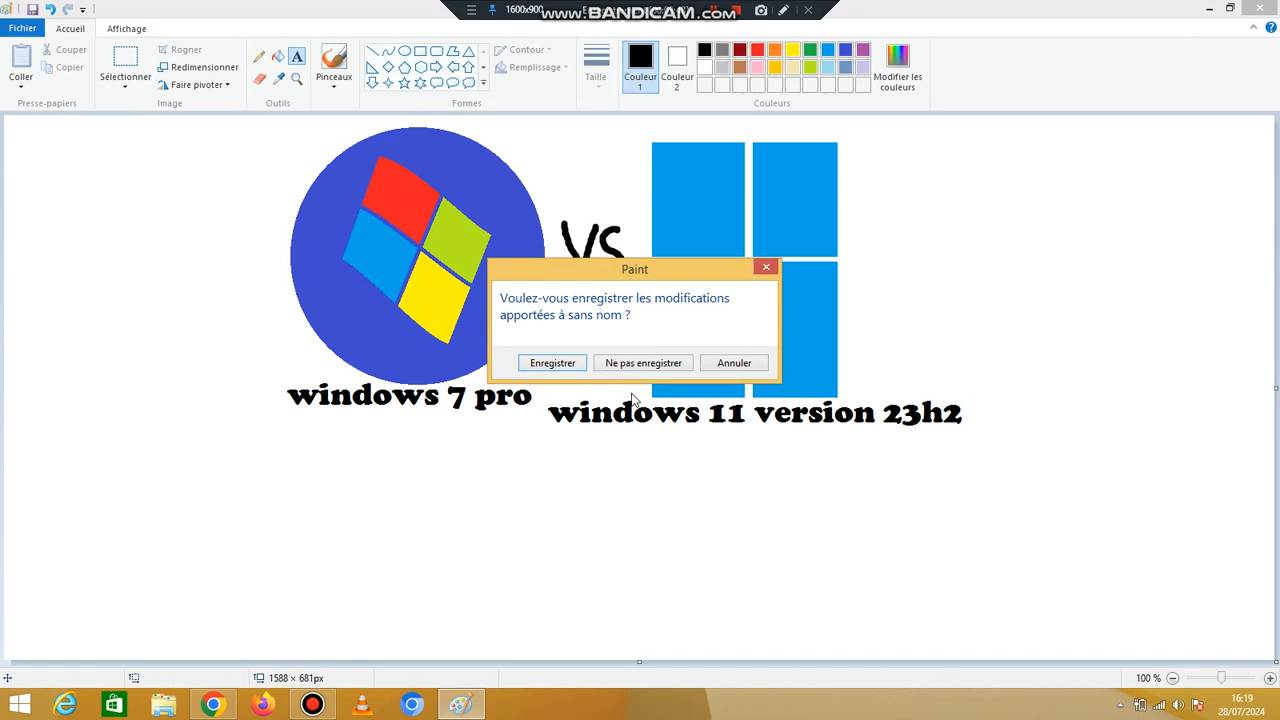 1600x900
www.BANDICAM.com
Fichier
Accueil
Affichage
Coller
Couper
Copier
Presse-papiers
Sélectionner
Rogner
Redimensionner
Faire pivoter
Image
Outils
Pinceaux
Formes
Contour
Remplissage
Taille
Couleur
1
Couleur
2
Modifier les
couleurs
Couleurs
VS
Paint
Voulez-vous enregistrer les modifications
apportées à sans nom ?
Enregistrer
Ne pas enregistrer
Annuler
windows 7 pro
windows 11 version 23h2
1588 × 681px
100 %
16:19
28/07/2024